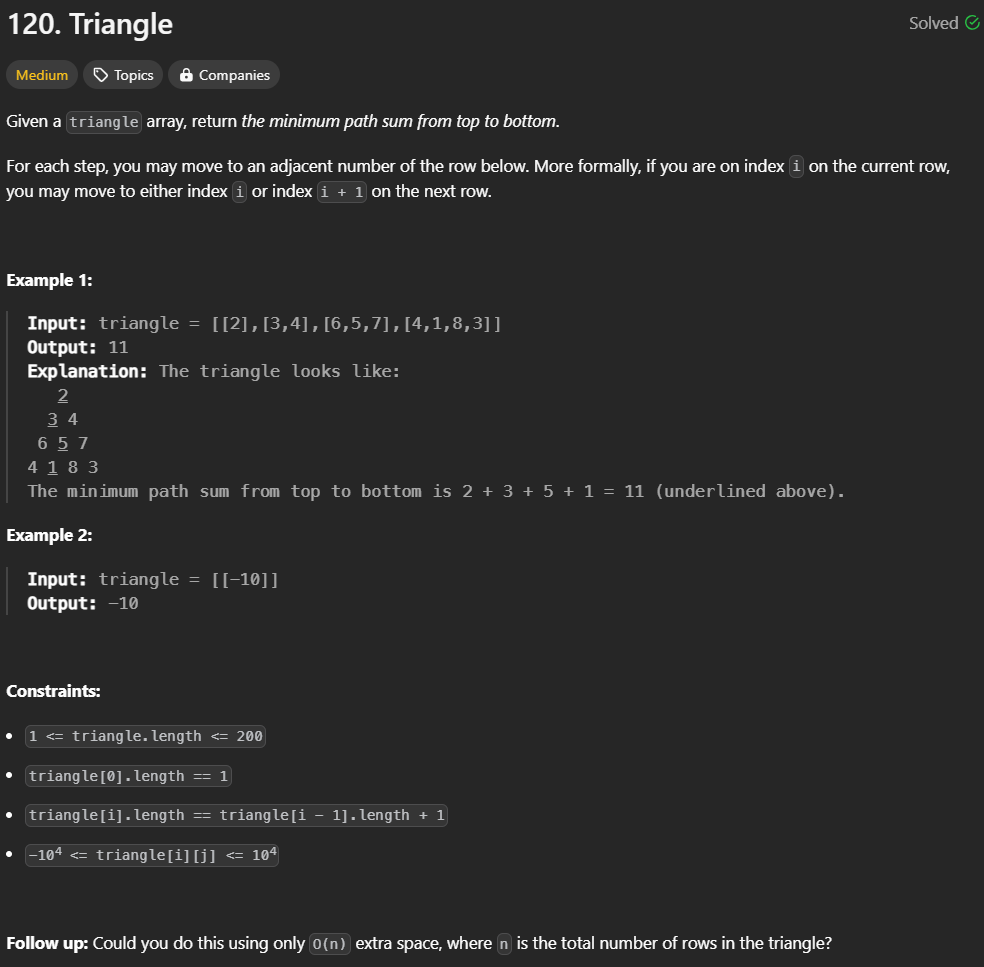 120. Triangle
Solved
Medium
Topics
Companies
Given a triangle array, return the minimum path sum from top to bottom.
For each step, you may move to an adjacent number of the row below. More formally, if you are on index i on the current row,
you may move to either index i or index i + 1 on the next row.
Example 1:
Input: triangle = [[2],[3,4],[6,5,7],[4,1,8,3]]
Output: 11
Explanation: The triangle looks like:
2
3 4
6 5 7
4 1 8 3
The minimum path sum from top to bottom is 2 + 3 + 5 + 1 = 11 (underlined above).
Example 2:
Input: triangle = [[-10]]
Output: -10
Constraints:
• 1 <= triangle.length <= 200
• triangle[0].length == 1
• triangle[i].length == triangle[i - 1].length + 1
• -10⁴ <= triangle[i][j] <= 10⁴
Follow up: Could you do this using only O(n) extra space, where n is the total number of rows in the triangle?